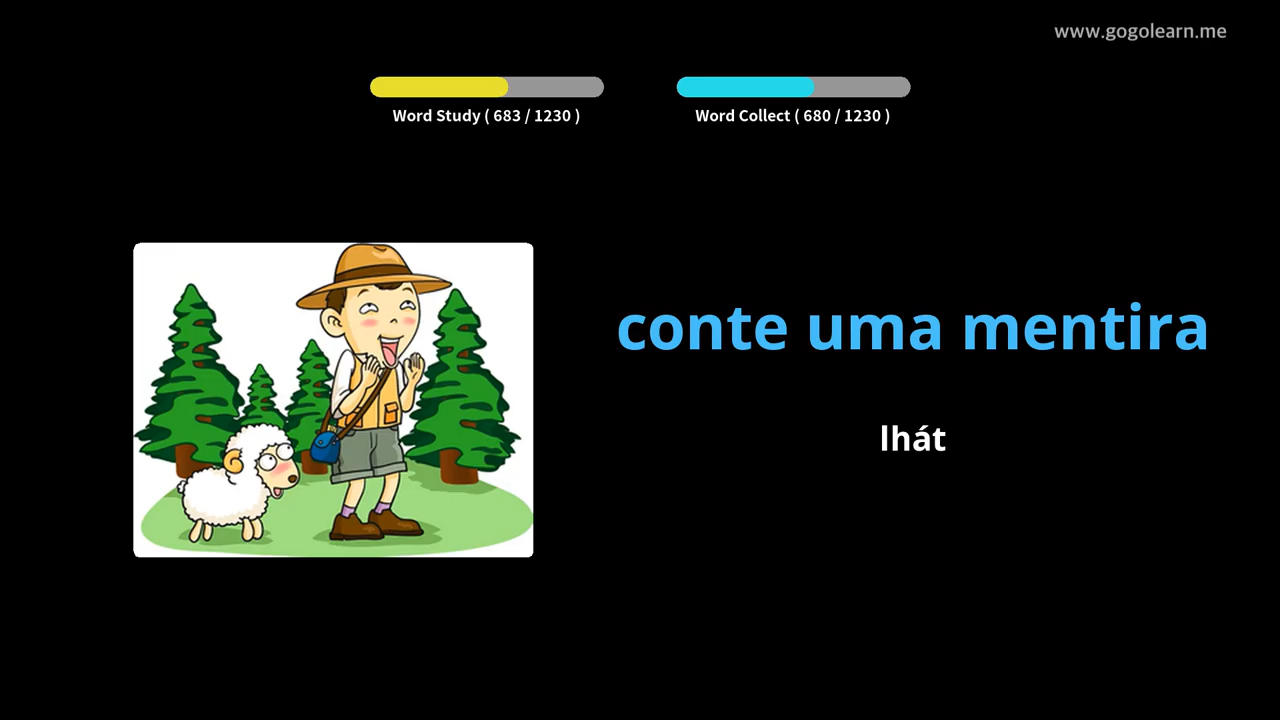 www.gogolearn.me
Word Study ( 683 / 1230 )
Word Collect ( 680 / 1230 )
conte uma mentira
lhát